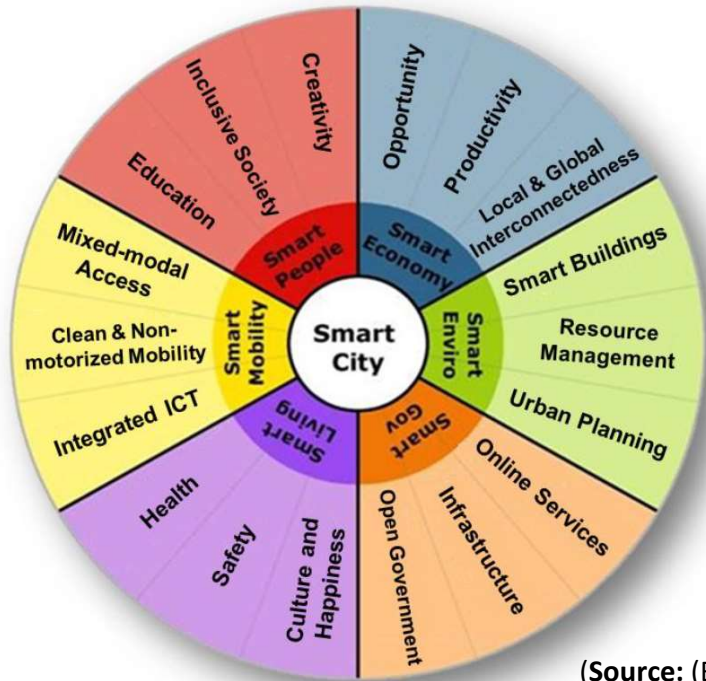 Smart
City
Smart
People
Education
Inclusive Society
Creativity
Smart
Economy
Opportunity
Productivity
Local & Global
Interconnectedness
Smart
Enviro
Smart Buildings
Resource
Management
Urban Planning
Smart
Gov
Online Services
Infrastructure
Open Government
Smart
Living
Culture and
Happiness
Safety
Health
Smart
Mobility
Integrated ICT
Clean & Non-
motorized Mobility
Mixed-modal
Access
(Source: (